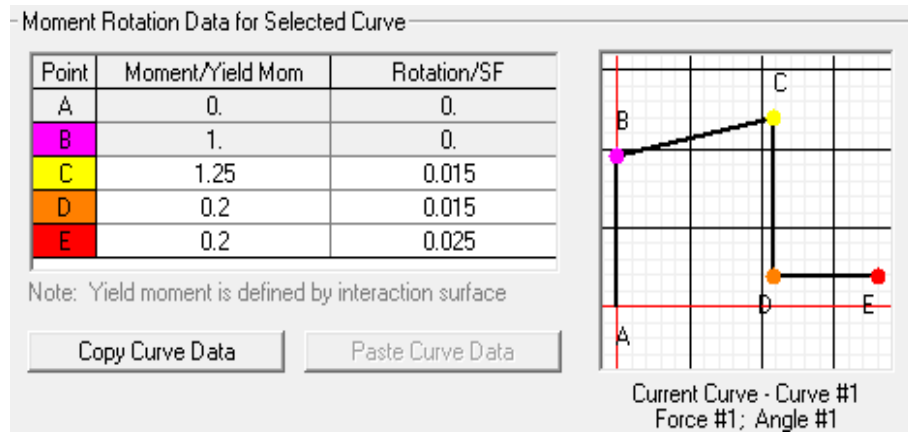 Moment Rotation Data for Selected Curve
Point Moment/Yield Mom Rotation/SF
A 0. 0.
B 1. 0.
C 1.25 0.015
D 0.2 0.015
E 0.2 0.025
Note: Yield moment is defined by interaction surface
Copy Curve Data Paste Curve Data
C
B
D E
A
Current Curve - Curve #1
Force #1; Angle #1